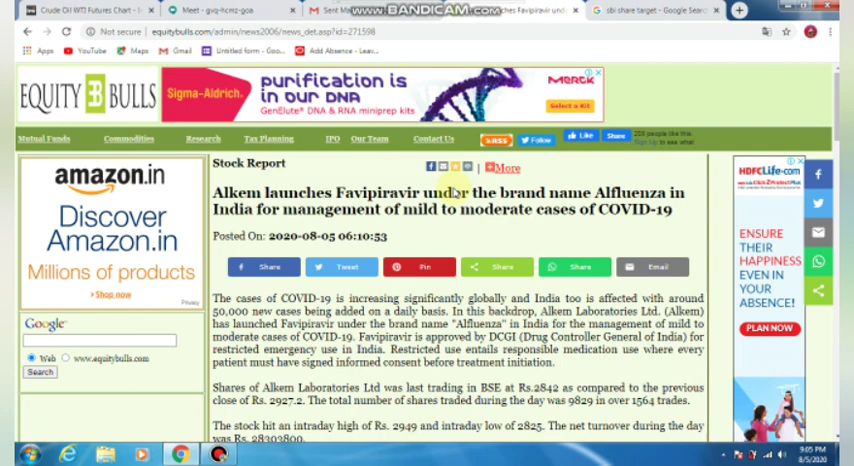 Crude Oil WTI Futures Chart - I
Meet - gvq-hcmz-goa
Sent Ma
www.BANDICAM.com
ches Favipiravir und
sbi share target - Google Searc
Not secure | equitybulls.com/admin/news2006/news_det.asp?id=271598
Apps
YouTube
Maps
Gmail
Untitled form - Goo...
Add Absence - Leav...
EQUITY BULLS
Sigma-Aldrich.
purification is
in our DNA
GenElute® DNA & RNA miniprep kits
MERCK
Select a Kit
Mutual Funds
Commodities
Research
Tax Planning
IPO
Our Team
Contact Us
RSS
Follow
Like
Share
259 people like this.
Sign Up to see what
amazon.in
Discover
Amazon.in
Millions of products
Shop now
Privacy
Google
Web
www.equitybulls.com
Search
Stock Report
More
Alkem launches Favipiravir under the brand name Alfluenza in
India for management of mild to moderate cases of COVID-19
Posted On: 2020-08-05 06:10:53
Share
Tweet
Pin
Share
Share
Email
The cases of COVID-19 is increasing significantly globally and India too is affected with around
50,000 new cases being added on a daily basis. In this backdrop, Alkem Laboratories Ltd. (Alkem)
has launched Favipiravir under the brand name "Alfluenza" in India for the management of mild to
moderate cases of COVID-19. Favipiravir is approved by DCGI (Drug Controller General of India) for
restricted emergency use in India. Restricted use entails responsible medication use where every
patient must have signed informed consent before treatment initiation.
Shares of Alkem Laboratories Ltd was last trading in BSE at Rs.2842 as compared to the previous
close of Rs. 2927.2. The total number of shares traded during the day was 9829 in over 1564 trades.
The stock hit an intraday high of Rs. 2949 and intraday low of 2825. The net turnover during the day
was Rs. 28303800.
HDFCLife.com
ENSURE
THEIR
HAPPINESS
EVEN IN
YOUR
ABSENCE!
PLAN NOW
9:05 PM
8/5/2020